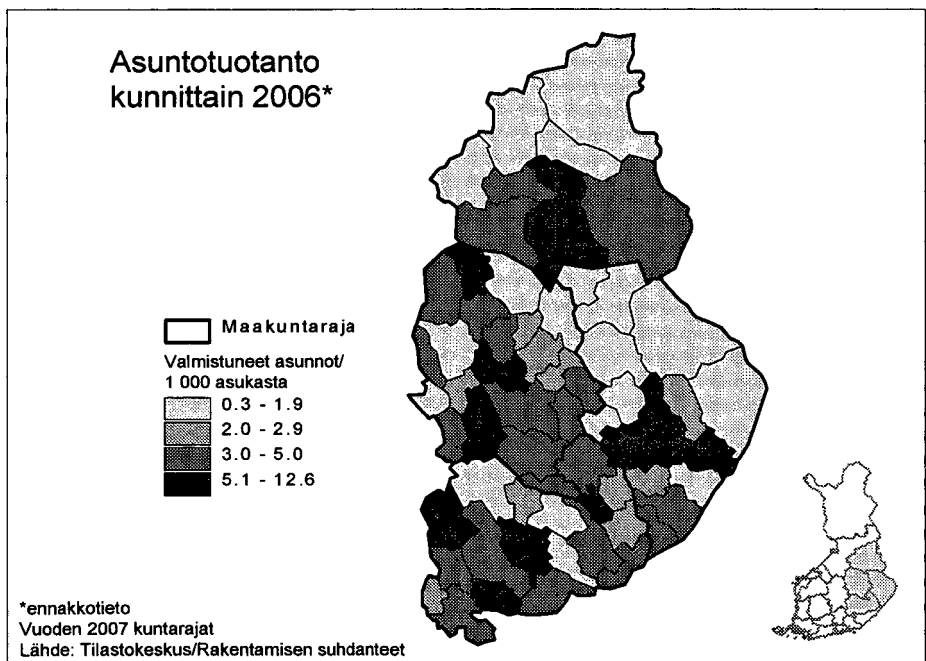 Asuntotuotanto
kunnittain 2006*
Maakuntaraja
Valmistuneet asunnot/
1 000 asukasta
0.3 - 1.9
2.0 - 2.9
3.0 - 5.0
5.1 - 12.6
*ennakkotieto
Vuoden 2007 kuntarajat
Lähde: Tilastokeskus/Rakentamisen suhdanteet